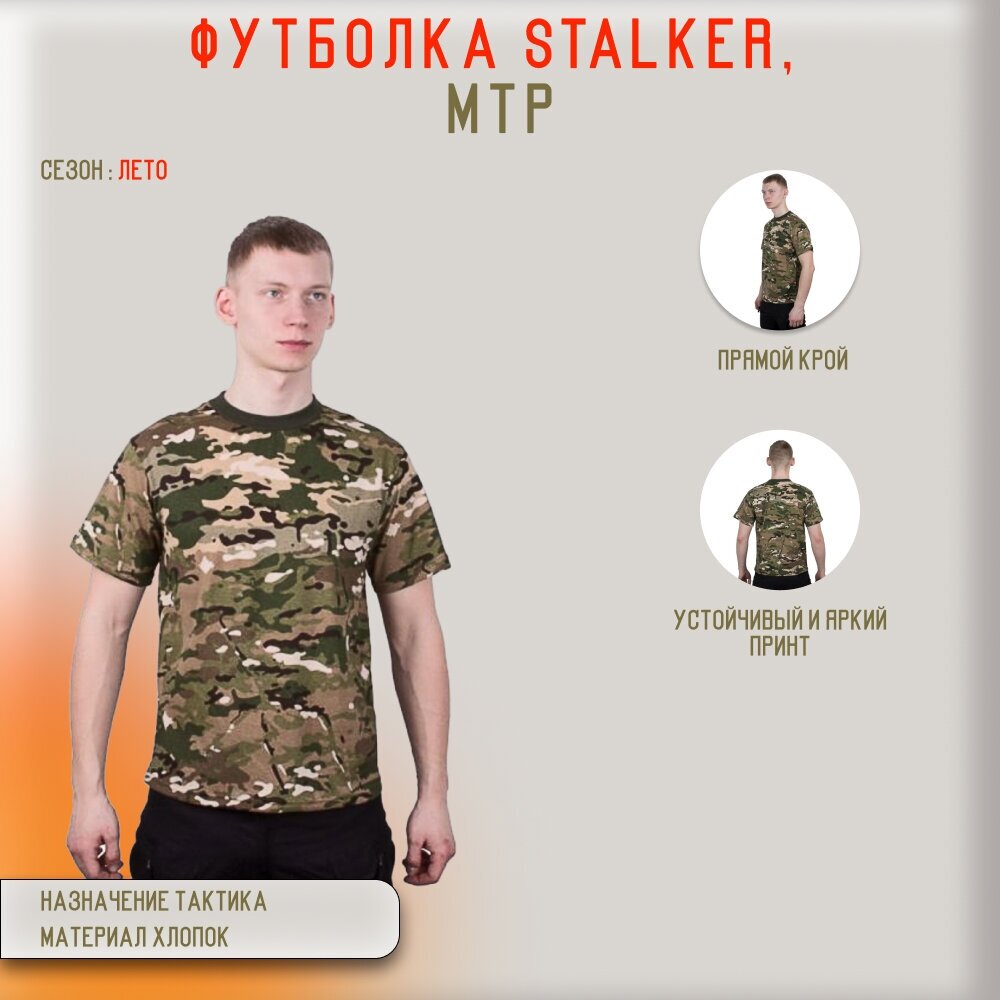 ФУТБОЛКА STALKER,
МТР
СЕЗОН : ЛЕТО
ПРЯМОЙ КРОЙ
УСТОЙЧИВЫЙ И ЯРКИЙ
ПРИНТ
НАЗНАЧЕНИЕ ТАКТИКА
МАТЕРИАЛ ХЛОПОК